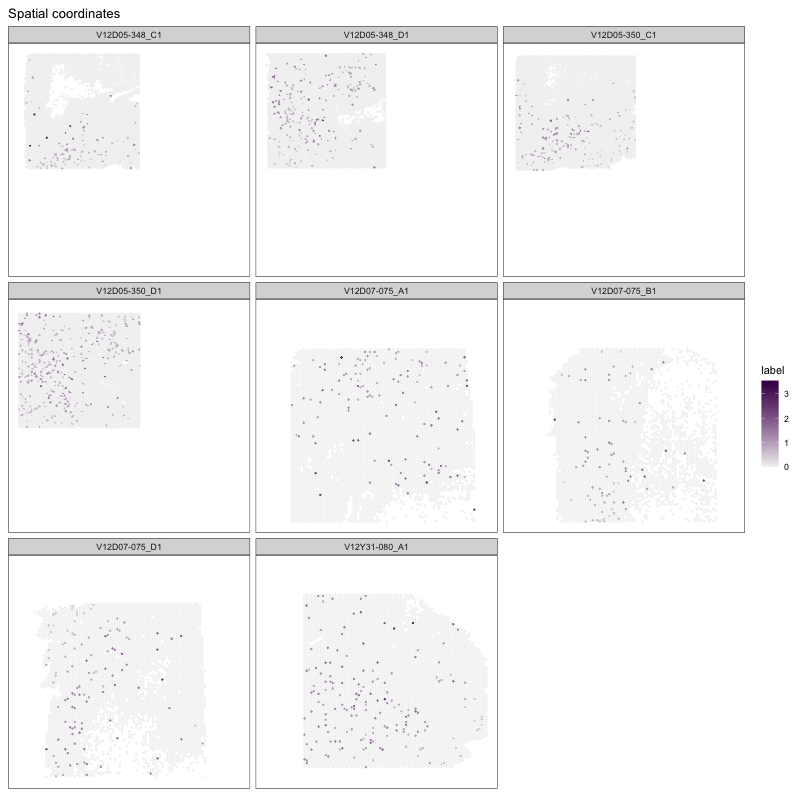 Spatial coordinates
V12D05-348_C1
V12D05-348_D1
V12D05-350_C1
V12D05-350_D1
V12D07-075_A1
V12D07-075_B1
label
3
2
1
0
V12D07-075_D1
V12Y31-080_A1